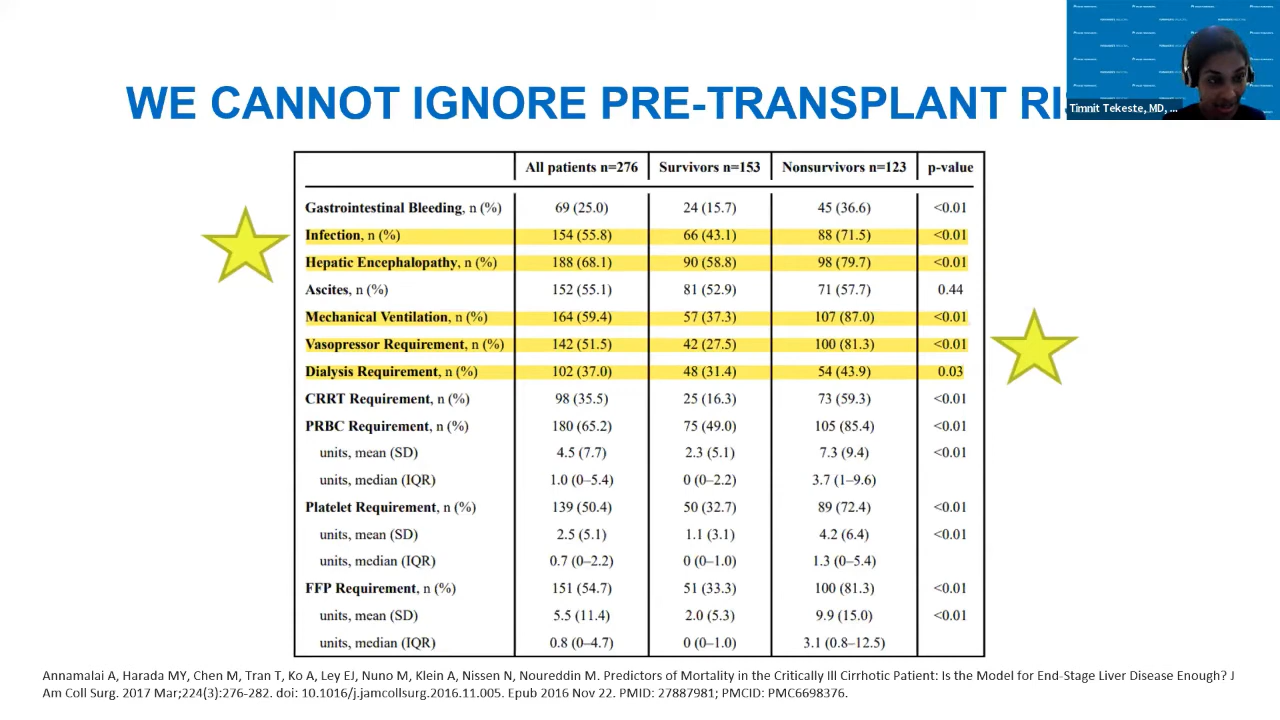 WE CANNOT IGNORE PRE-TRANSPLANT
Timnit Tekeste, MD, ...
All patients n=276 Survivors n=153 Nonsurvivors n=123 p-value
Gastrointestinal Bleeding, n (%) 69 (25.0) 24 (15.7) 45 (36.6) <0.01
Infection, n (%) 154 (55.8) 66 (43.1) 88 (71.5) <0.01
Hepatic Encephalopathy, n (%) 188 (68.1) 90 (58.8) 98 (79.7) <0.01
Ascites, n (%) 152 (55.1) 81 (52.9) 71 (57.7) 0.44
Mechanical Ventilation, n (%) 164 (59.4) 57 (37.3) 107 (87.0) <0.01
Vasopressor Requirement, n (%) 142 (51.5) 42 (27.5) 100 (81.3) <0.01
Dialysis Requirement, n (%) 102 (37.0) 48 (31.4) 54 (43.9) 0.03
CRRT Requirement, n (%) 98 (35.5) 25 (16.3) 73 (59.3) <0.01
PRBC Requirement, n (%) 180 (65.2) 75 (49.0) 105 (85.4) <0.01
units, mean (SD) 4.5 (7.7) 2.3 (5.1) 7.3 (9.4) <0.01
units, median (IQR) 1.0 (0–5.4) 0 (0–2.2) 3.7 (1–9.6)
Platelet Requirement, n (%) 139 (50.4) 50 (32.7) 89 (72.4) <0.01
units, mean (SD) 2.5 (5.1) 1.1 (3.1) 4.2 (6.4) <0.01
units, median (IQR) 0.7 (0–2.2) 0 (0–1.0) 1.3 (0–5.4)
FFP Requirement, n (%) 151 (54.7) 51 (33.3) 100 (81.3) <0.01
units, mean (SD) 5.5 (11.4) 2.0 (5.3) 9.9 (15.0) <0.01
units, median (IQR) 0.8 (0–4.7) 0 (0–1.0) 3.1 (0.8–12.5)
Annamalai A, Harada MY, Chen M, Tran T, Ko A, Ley EJ, Nuno M, Klein A, Nissen N, Noureddin M. Predictors of Mortality in the Critically Ill Cirrhotic Patient: Is the Model for End-Stage Liver Disease Enough? J
Am Coll Surg. 2017 Mar;224(3):276-282. doi: 10.1016/j.jamcollsurg.2016.11.005. Epub 2016 Nov 22. PMID: 27887981; PMCID: PMC6698376.